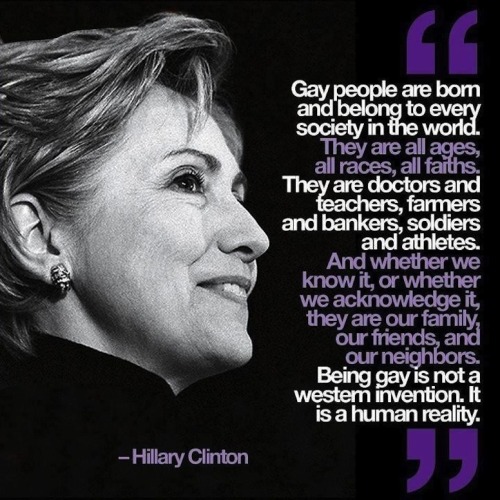 “
Gay people are born
and belong to every
society in the world.
They are all ages,
all races, all faiths.
They are doctors and
teachers, farmers
and bankers, soldiers
and athletes.
And whether we
know it, or whether
we acknowledge it,
they are our family,
our friends, and
our neighbors.
Being gay is not a
western invention. It
is a human reality.
”
– Hillary Clinton